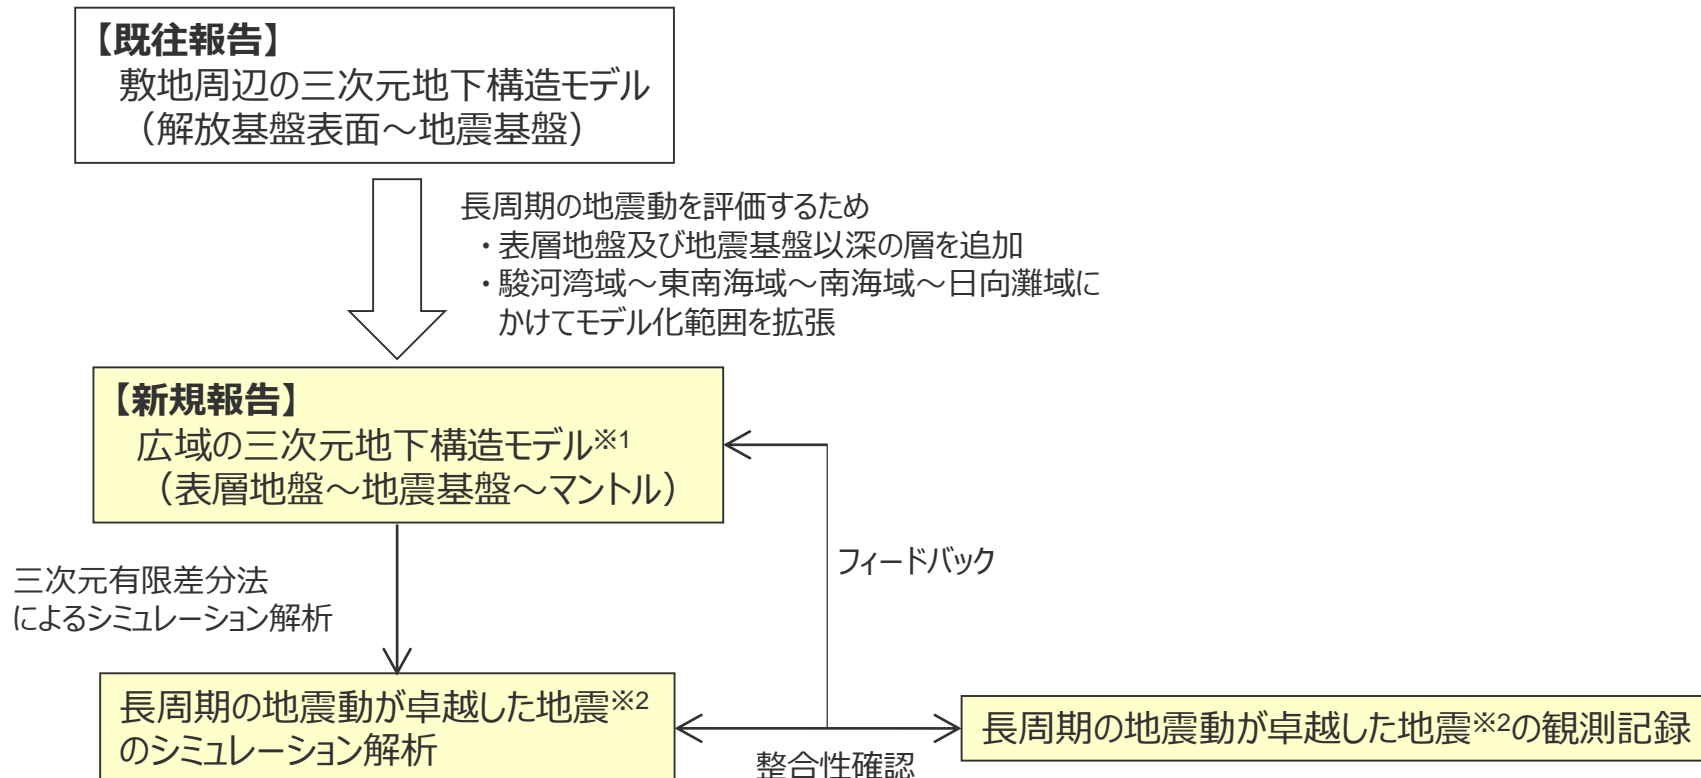 【既往報告】
敷地周辺の三次元地下構造モデル
（解放基盤表面～地震基盤）
長周期の地震動を評価するため
・表層地盤及び地震基盤以深の層を追加
・駿河湾域～東南海域～南海域～日向灘域に
かけてモデル化範囲を拡張
【新規報告】
広域の三次元地下構造モデル※1
（表層地盤～地震基盤～マントル）
フィードバック
三次元有限差分法
によるシミュレーション解析
長周期の地震動が卓越した地震※2
のシミュレーション解析
整合性確認
長周期の地震動が卓越した地震※2の観測記録